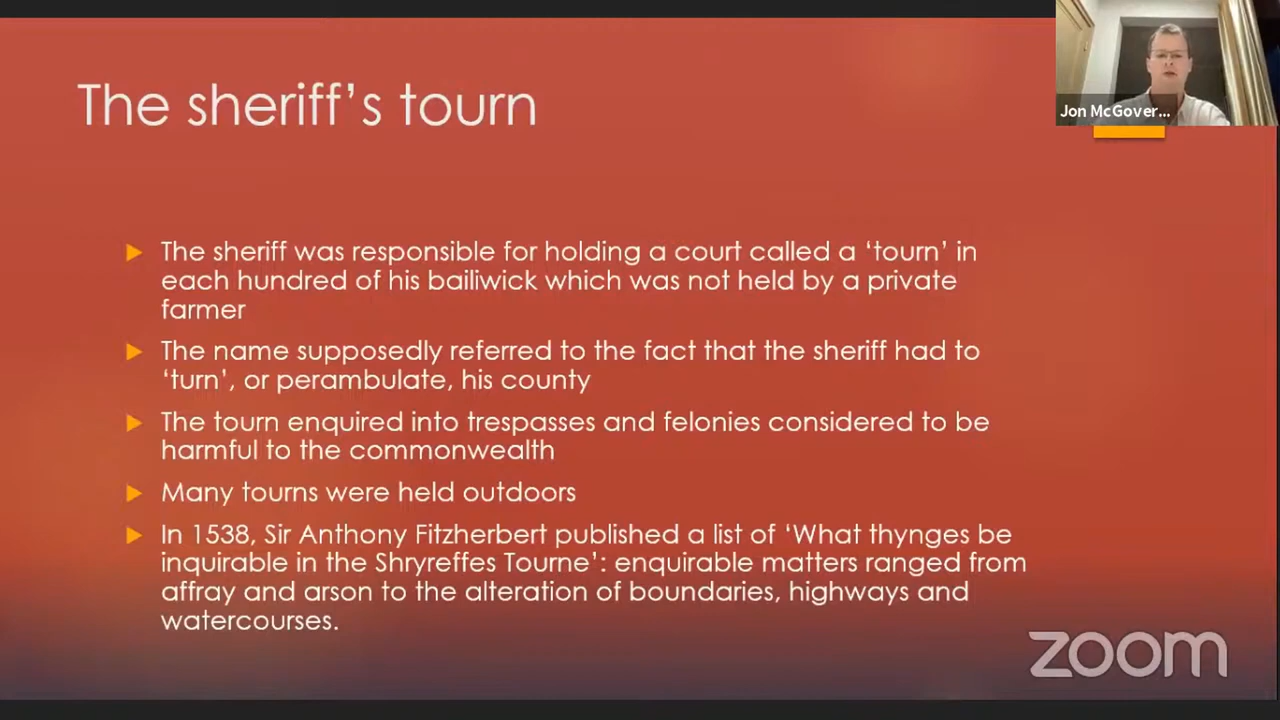 The sheriff's tourn
Jon McGover...
The sheriff was responsible for holding a court called a ‘tourn’ in
each hundred of his bailiwick which was not held by a private
farmer
The name supposedly referred to the fact that the sheriff had to
‘turn’, or perambulate, his county
The tourn enquired into trespasses and felonies considered to be
harmful to the commonwealth
Many tourns were held outdoors
In 1538, Sir Anthony Fitzherbert published a list of ‘What thynges be
inquirable in the Shryreffes Tourne’: enquirable matters ranged from
affray and arson to the alteration of boundaries, highways and
watercourses.
zoom